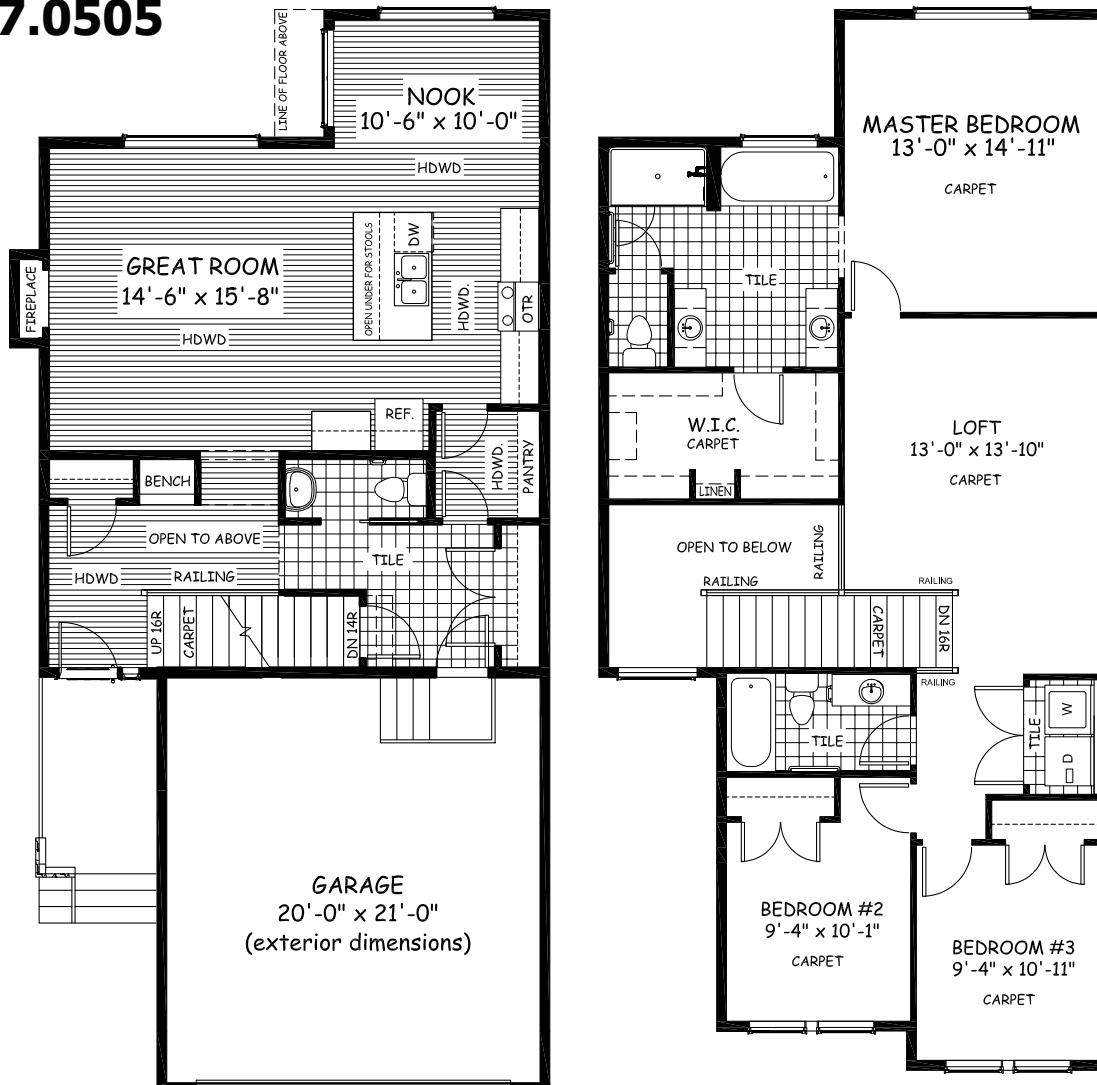 7.0505
LINE OF FLOOR ABOVE
NOOK
10'-6" x 10'-0"
HDWD
GREAT ROOM
14'-6" x 15'-8"
HDWD
FIREPLACE
OPEN UNDER FOR STOOLS
DW
HDWD.
OTR
REF.
HDWD.
PANTRY
BENCH
OPEN TO ABOVE
HDWD
RAILING
TILE
UP 16R
CARPET
DN 14R
GARAGE
20'-0" x 21'-0"
(exterior dimensions)
MASTER BEDROOM
13'-0" x 14'-11"
CARPET
TILE
W.I.C.
CARPET
LINEN
LOFT
13'-0" x 13'-10"
CARPET
OPEN TO BELOW
RAILING
RAILING
RAILING
CARPET
DN 16R
RAILING
TILE
TILE
W
D
BEDROOM #2
9'-4" x 10'-1"
CARPET
BEDROOM #3
9'-4" x 10'-11"
CARPET